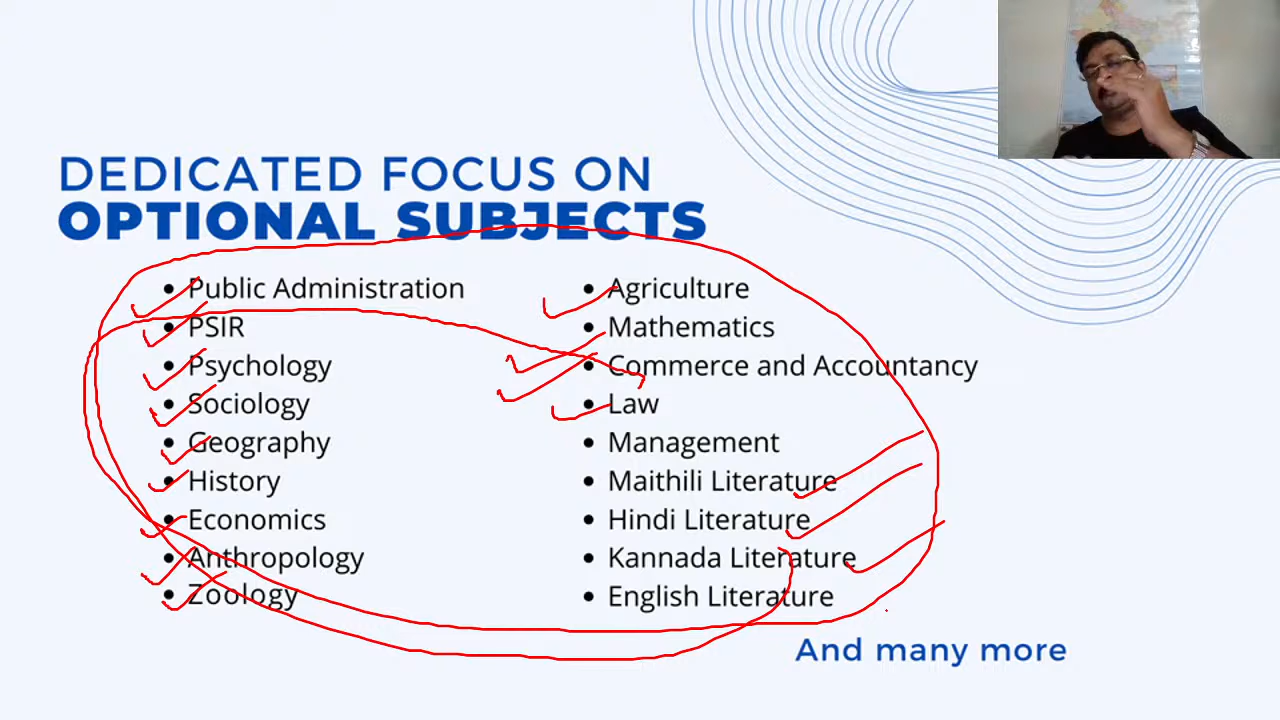 DEDICATED FOCUS ON
OPTIONAL SUBJECTS
• Public Administration
• PSIR
• Psychology
• Sociology
• Geography
• History
• Economics
• Anthropology
• Zoology
• Agriculture
• Mathematics
• Commerce and Accountancy
• Law
• Management
• Maithili Literature
• Hindi Literature
• Kannada Literature
• English Literature
And many more